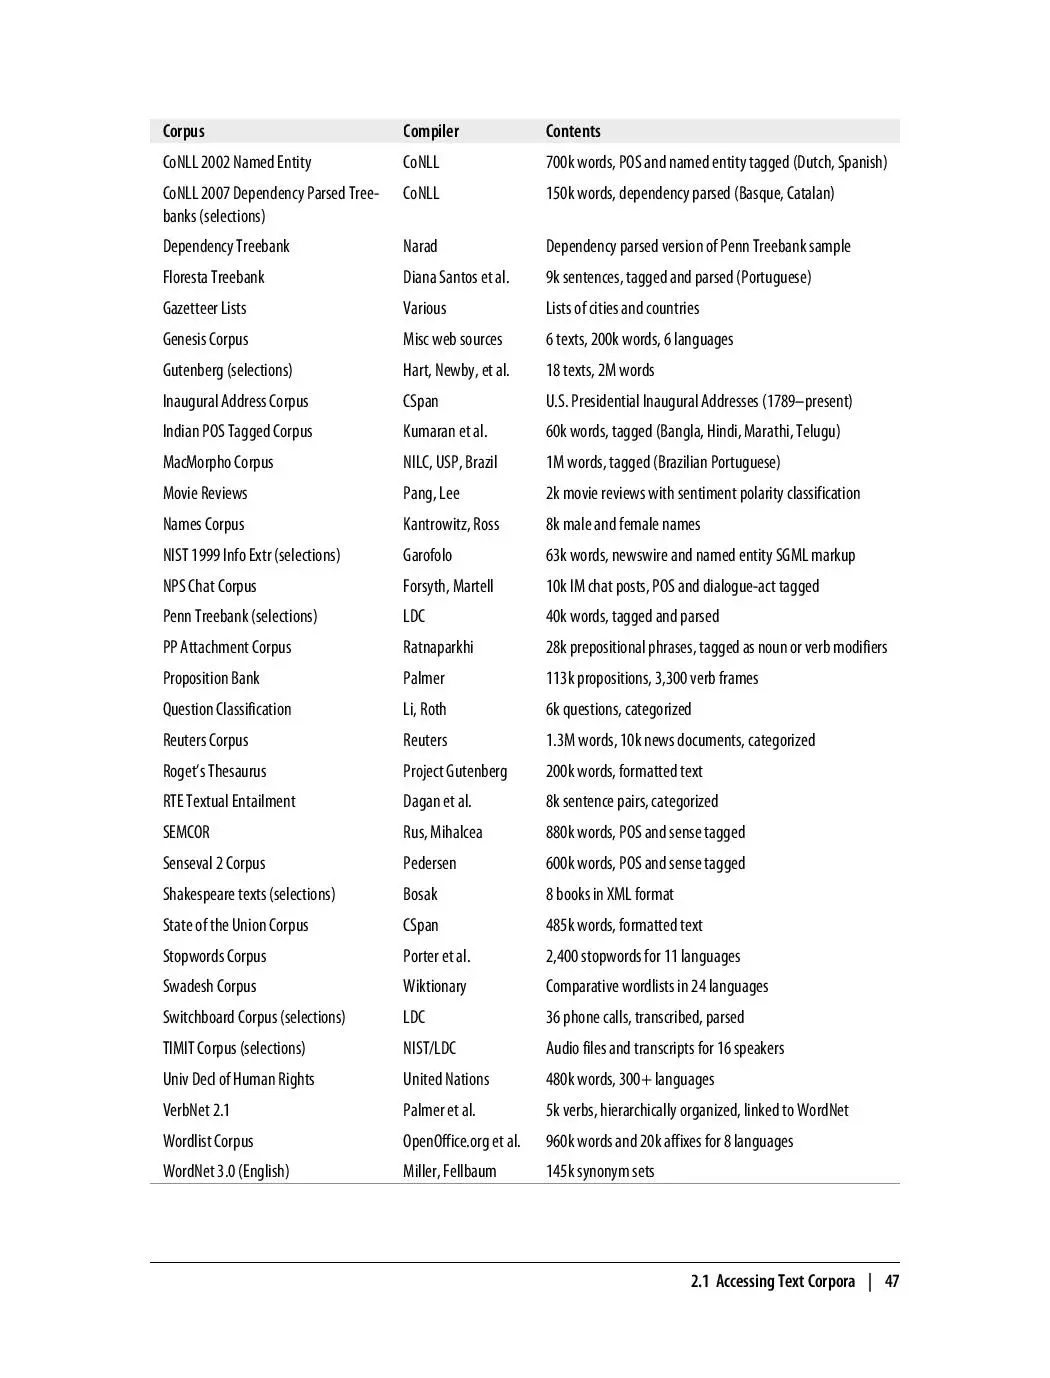 Corpus Compiler Contents
CoNLL 2002 Named Entity CoNLL 700k words, POS and named entity tagged (Dutch, Spanish)
CoNLL 2007 Dependency Parsed Tree- CoNLL 150k words, dependency parsed (Basque, Catalan)
banks (selections)
Dependency Treebank Narad Dependency parsed version of Penn Treebank sample
Floresta Treebank Diana Santos et al. 9k sentences, tagged and parsed (Portuguese)
Gazetteer Lists Various Lists of cities and countries
Genesis Corpus Misc web sources 6 texts, 200k words, 6 languages
Gutenberg (selections) Hart, Newby, et al. 18 texts, 2M words
Inaugural Address Corpus CSpan U.S. Presidential Inaugural Addresses (1789–present)
Indian POS Tagged Corpus Kumaran et al. 60k words, tagged (Bangla, Hindi, Marathi, Telugu)
MacMorpho Corpus NILC, USP, Brazil 1M words, tagged (Brazilian Portuguese)
Movie Reviews Pang, Lee 2k movie reviews with sentiment polarity classification
Names Corpus Kantrowitz, Ross 8k male and female names
NIST 1999 Info Extr (selections) Garofolo 63k words, newswire and named entity SGML markup
NPS Chat Corpus Forsyth, Martell 10k IM chat posts, POS and dialogue-act tagged
Penn Treebank (selections) LDC 40k words, tagged and parsed
PP Attachment Corpus Ratnaparkhi 28k prepositional phrases, tagged as noun or verb modifiers
Proposition Bank Palmer 113k propositions, 3,300 verb frames
Question Classification Li, Roth 6k questions, categorized
Reuters Corpus Reuters 1.3M words, 10k news documents, categorized
Roget's Thesaurus Project Gutenberg 200k words, formatted text
RTE Textual Entailment Dagan et al. 8k sentence pairs, categorized
SEMCOR Rus, Mihalcea 880k words, POS and sense tagged
Senseval 2 Corpus Pedersen 600k words, POS and sense tagged
Shakespeare texts (selections) Bosak 8 books in XML format
State of the Union Corpus CSpan 485k words, formatted text
Stopwords Corpus Porter et al. 2,400 stopwords for 11 languages
Swadesh Corpus Wiktionary Comparative wordlists in 24 languages
Switchboard Corpus (selections) LDC 36 phone calls, transcribed, parsed
TIMIT Corpus (selections) NIST/LDC Audio files and transcripts for 16 speakers
Univ Decl of Human Rights United Nations 480k words, 300+ languages
VerbNet 2.1 Palmer et al. 5k verbs, hierarchically organized, linked to WordNet
Wordlist Corpus OpenOffice.org et al. 960k words and 20k affixes for 8 languages
WordNet 3.0 (English) Miller, Fellbaum 145k synonym sets
2.1 Accessing Text Corpora | 47